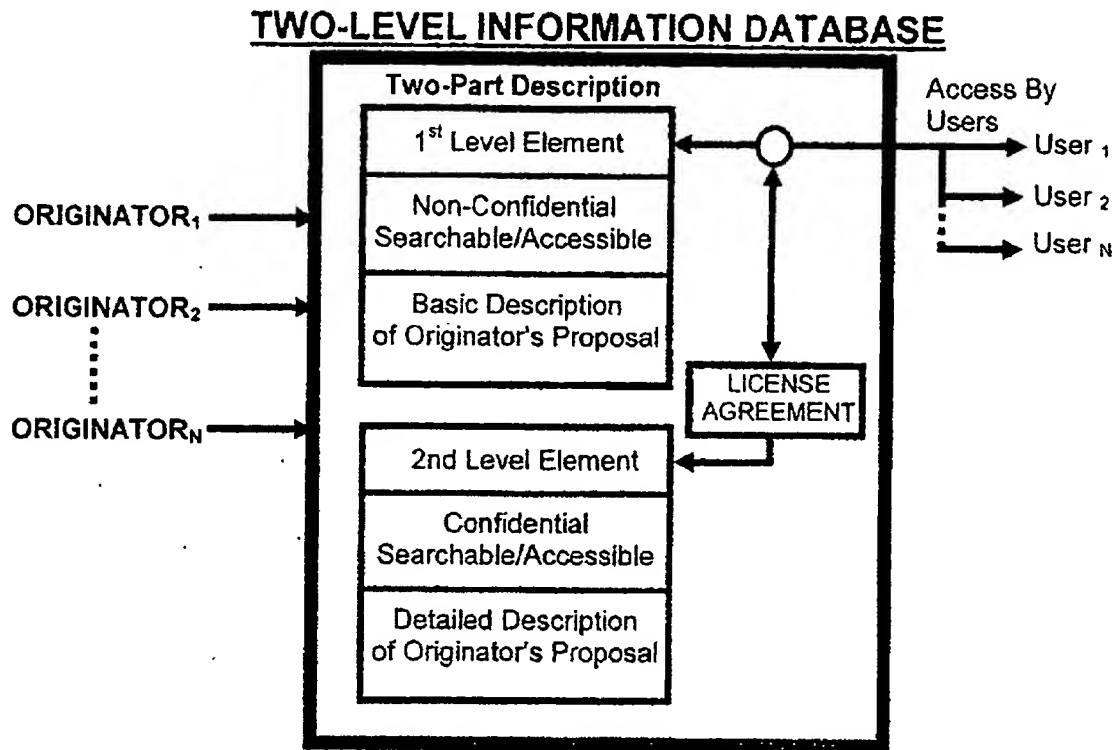 TWO-LEVEL INFORMATION DATABASE
Two-Part Description
1st Level Element
Non-Confidential
Searchable/Accessible
Basic Description
of Originator's Proposal
Access By
Users
User 1
User 2
User N
ORIGINATOR1
ORIGINATOR2
ORIGINATORN
LICENSE
AGREEMENT
2nd Level Element
Confidential
Searchable/Accessible
Detailed Description
of Originator's Proposal